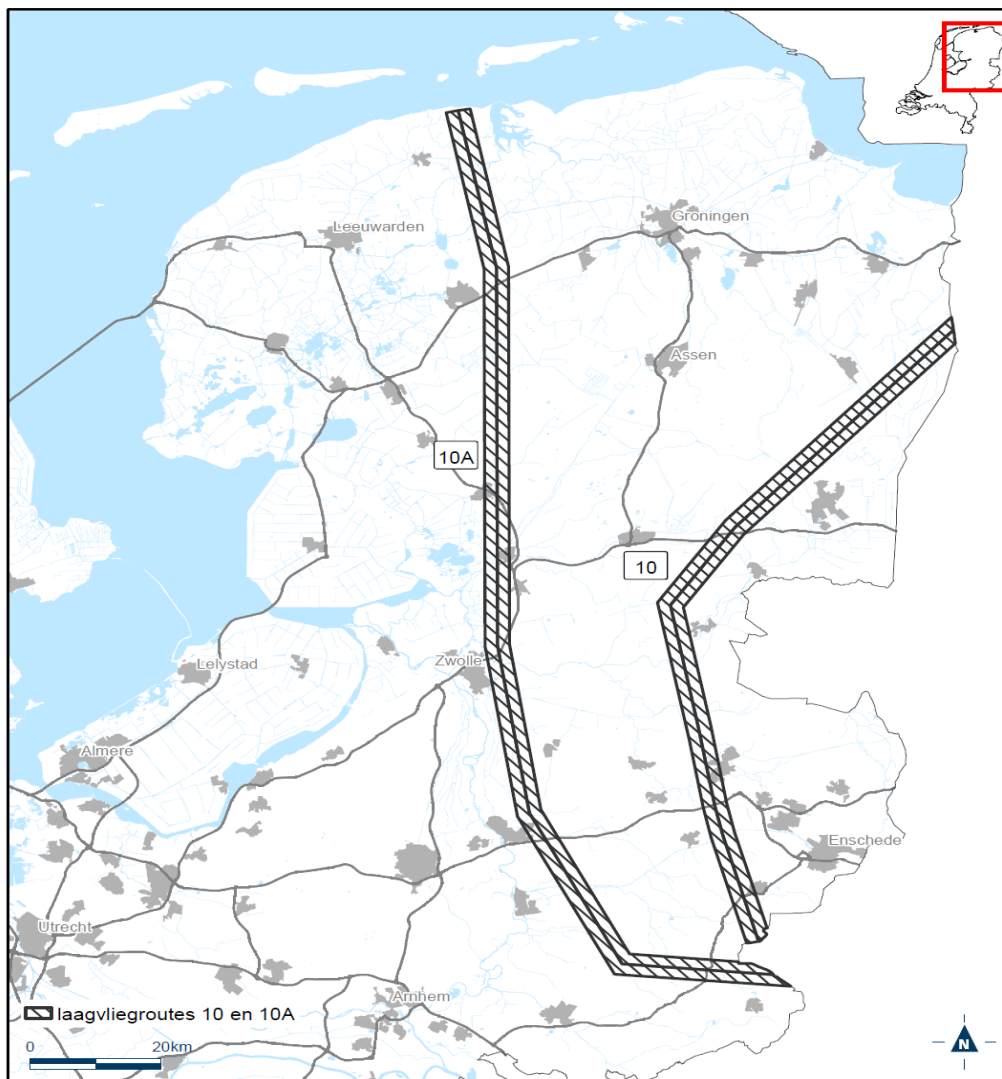 Groningen
Leeuwarden
Assen
10A
10
Zwolle
Lelystad
Almere
Enschede
Utrecht
Arnhem
laagvliegroutes 10 en 10A
0 20km
N